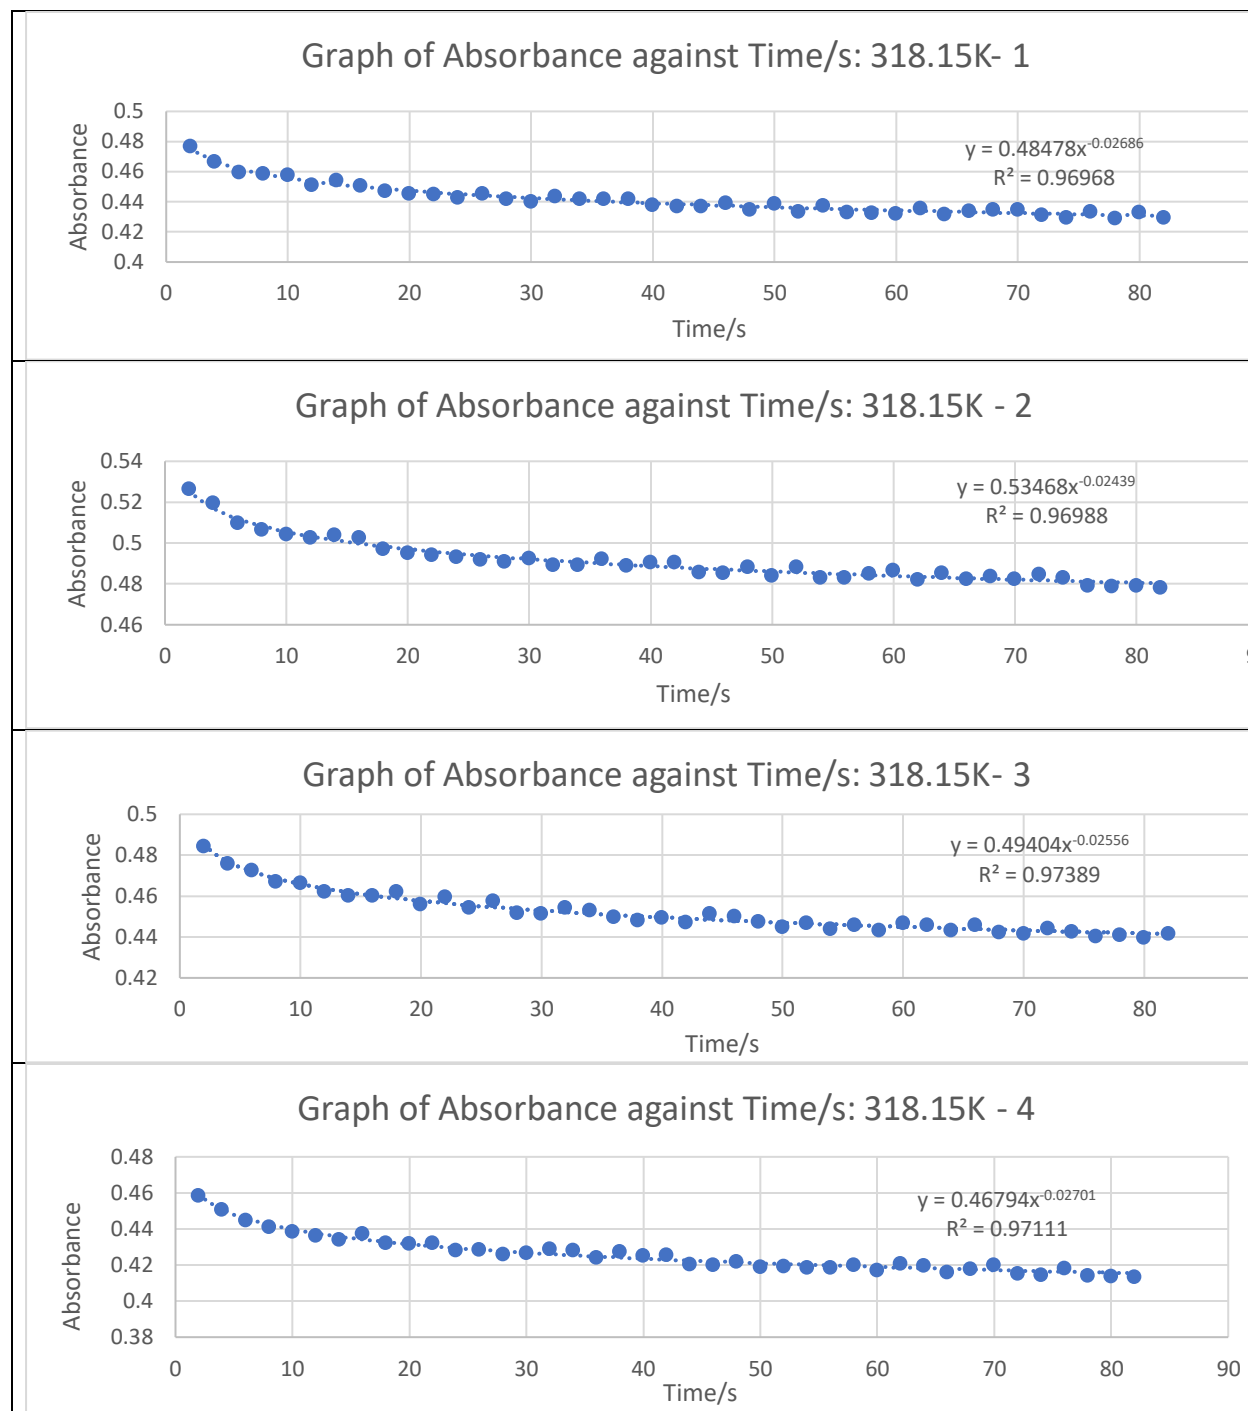 Graph of Absorbance against Time/s: 318.15K- 1
0.5
0.48
0.46
0.44
0.42
0.4
Absorbance
y = 0.48478x^-0.02686
R² = 0.96968
0 10 20 30 40 50 60 70 80
Time/s
Graph of Absorbance against Time/s: 318.15K - 2
0.54
0.52
0.5
0.48
0.46
Absorbance
y = 0.53468x^-0.02439
R² = 0.96988
0 10 20 30 40 50 60 70 80
Time/s
Graph of Absorbance against Time/s: 318.15K- 3
0.5
0.48
0.46
0.44
0.42
Absorbance
y = 0.49404x^-0.02556
R² = 0.97389
0 10 20 30 40 50 60 70 80
Time/s
Graph of Absorbance against Time/s: 318.15K - 4
0.48
0.46
0.44
0.42
0.4
0.38
Absorbance
y = 0.46794x^-0.02701
R² = 0.97111
0 10 20 30 40 50 60 70 80 90
Time/s